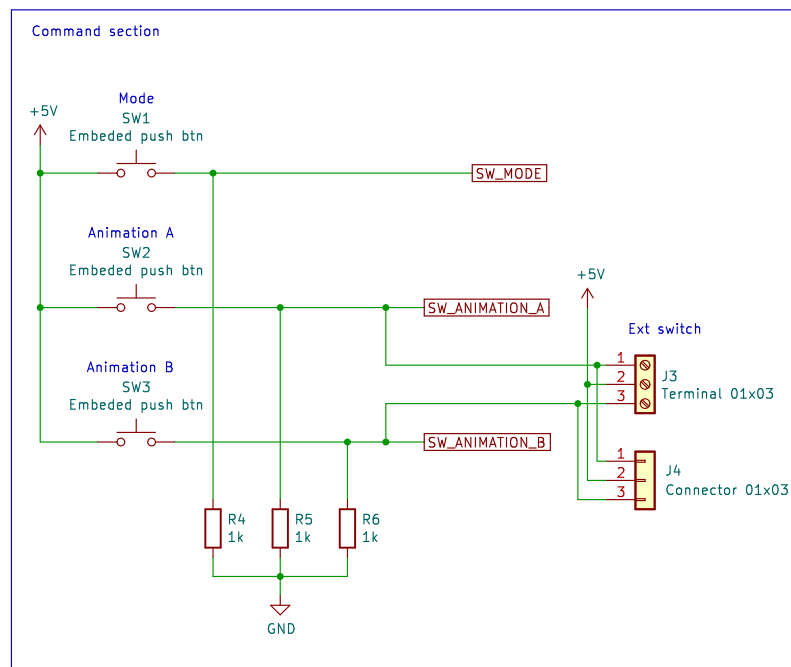 Command section
Mode
SW1
Embeded push btn
+5V
SW_MODE
Animation A
SW2
Embeded push btn
+5V
SW_ANIMATION_A
Ext switch
Animation B
SW3
Embeded push btn
1
2
3
J3
Terminal 01x03
SW_ANIMATION_B
1
2
3
J4
Connector 01x03
R4
1k
R5
1k
R6
1k
GND